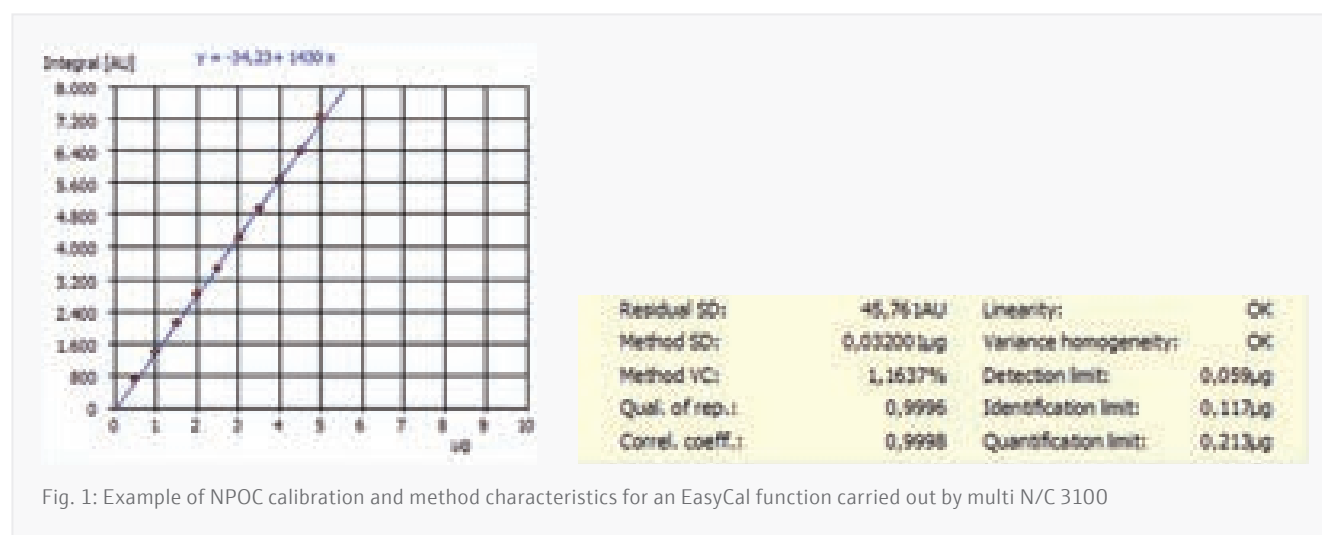 Integral [AU]
y = -34,23 + 1430 x
8.000
7.200
6.400
5.600
4.800
4.000
3.200
2.400
1.600
800
0
0 1 2 3 4 5 6 7 8 9 10
µg
Residual SD: 45,761AU Linearity: OK
Method SD: 0,032001µg Variance homogeneity: OK
Method VC: 1,1637% Detection limit: 0,059µg
Qual. of rep.: 0,9996 Identification limit: 0,117µg
Correl. coeff.: 0,9998 Quantification limit: 0,213µg
Fig. 1: Example of NPOC calibration and method characteristics for an EasyCal function carried out by multi N/C 3100